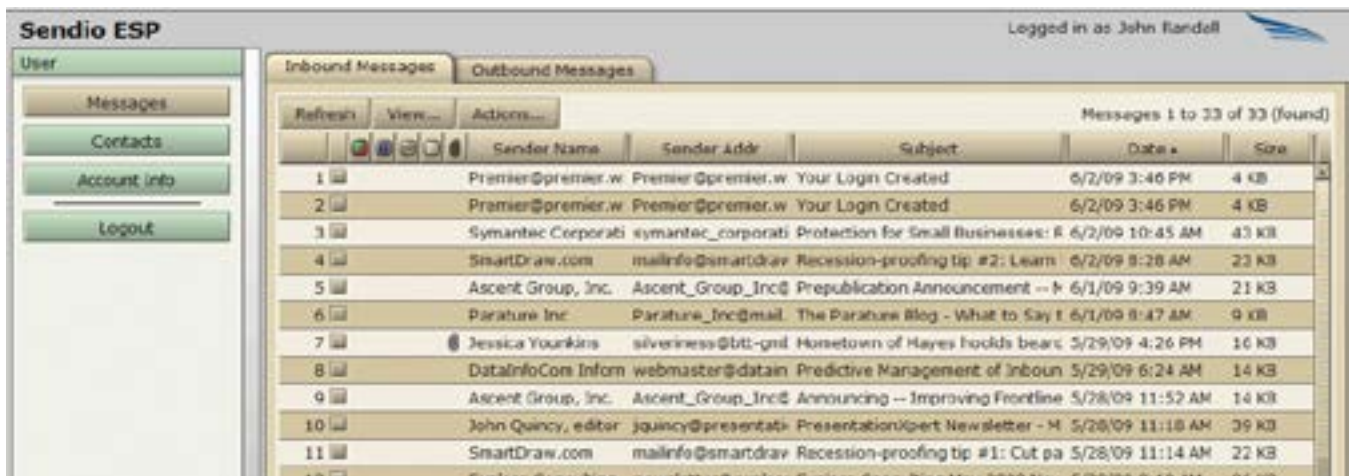 Sendio ESP
Logged in as John Randall
User
Messages
Contacts
Account Info
Logout
Inbound Messages Outbound Messages
Refresh View... Actions...
Messages 1 to 33 of 33 (found)
Sender Name Sender Addr Subject Date Size
1 Premier@premier.w Premier@premier.w Your Login Created 6/2/09 3:46 PM 4 KB
2 Premier@premier.w Premier@premier.w Your Login Created 6/2/09 3:46 PM 4 KB
3 Symantec Corporati symantec_corporati Protection for Small Businesses: F 6/2/09 10:45 AM 43 KB
4 SmartDraw.com mailinfo@smartdrav Recession-proofing tip #2: Learn 6/2/09 8:28 AM 23 KB
5 Ascent Group, Inc. Ascent_Group_Inc@ Prepublication Announcement -- 6/1/09 9:39 AM 21 KB
6 Parature Inc Parature_Inc@mail. The Parature Blog - What to Say t 6/1/09 8:47 AM 9 KB
7 Jessica Younkins Hometown of Hayes hoolds beard 5/29/09 4:26 PM 16 KB
8 DataInfoCom Inform webmaster@datain Predictive Management of Inboun 5/29/09 6:24 AM 14 KB
9 Ascent Group, Inc. Ascent_Group_Inc@ Announcing -- Improving Frontline 5/28/09 11:52 AM 14 KB
10 John Quincy, editor jquincy@presentati PresentationXpert Newsletter - M 5/28/09 11:18 AM 39 KB
11 SmartDraw.com mailinfo@smartdrav Recession-proofing tip #1: Cut pa 5/28/09 11:14 AM 22 KB